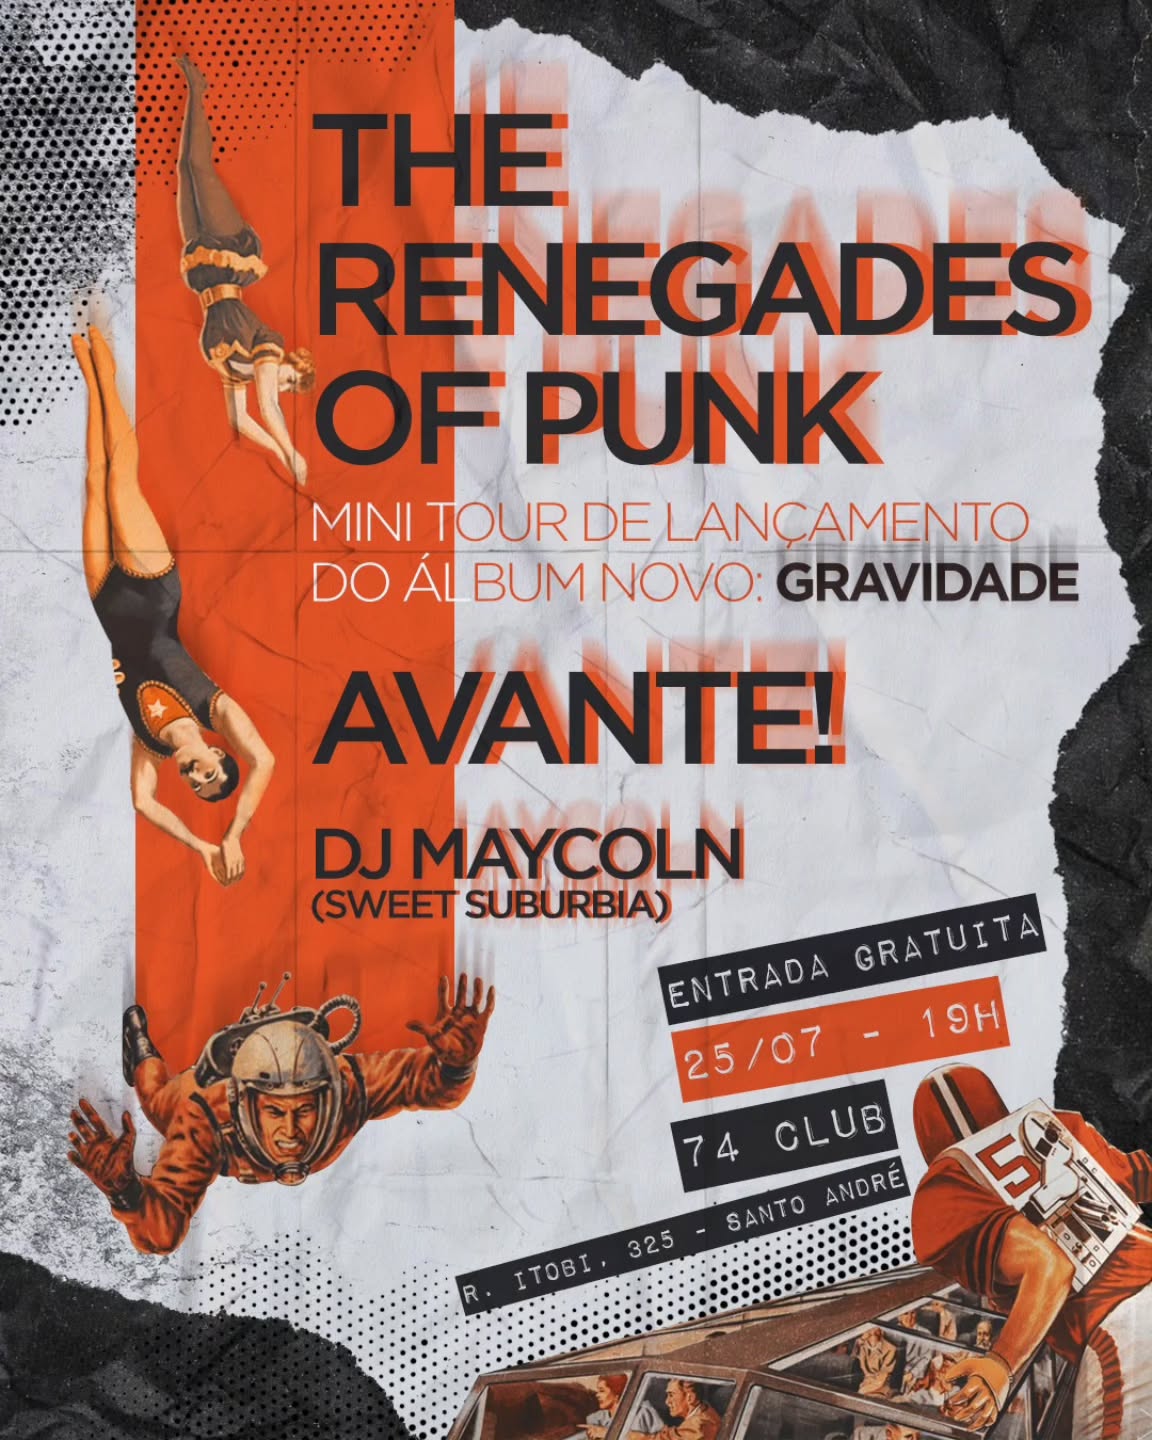 THE
RENEGADES
OF PUNK
MINI TOUR DE LANÇAMENTO
DO ÁLBUM NOVO: GRAVIDADE
AVANTE!
DJ MAYCOLN
(SWEET SUBURBIA)
ENTRADA GRATUITA
25/07 - 19H
74 CLUB
R. ITOBI, 325 - SANTO ANDRÉ